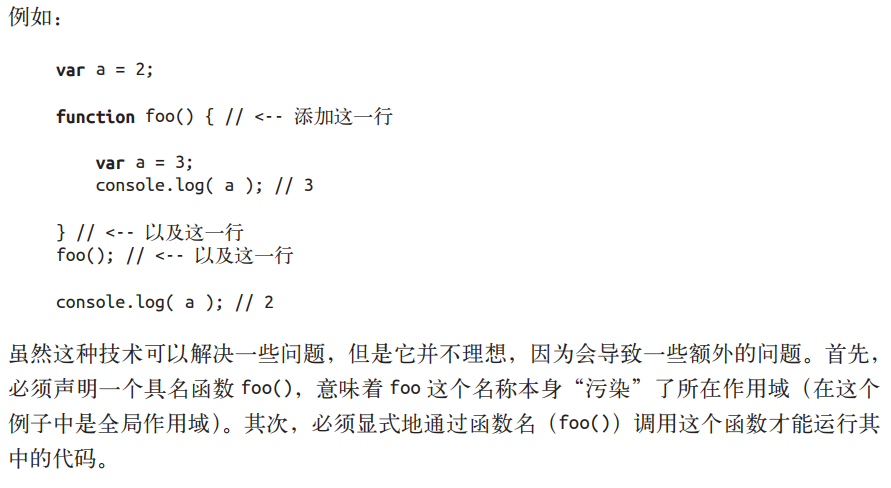 例如：
var a = 2;
function foo() { // <-- 添加这一行
var a = 3;
console.log( a ); // 3
} // <-- 以及这一行
foo(); // <-- 以及这一行
console.log( a ); // 2
虽然这种技术可以解决一些问题，但是它并不理想，因为会导致一些额外的问题。首先，
必须声明一个具名函数 foo()，意味着 foo 这个名称本身“污染”了所在作用域（在这个
例子中是全局作用域）。其次，必须显式地通过函数名（foo()）调用这个函数才能运行其
中的代码。